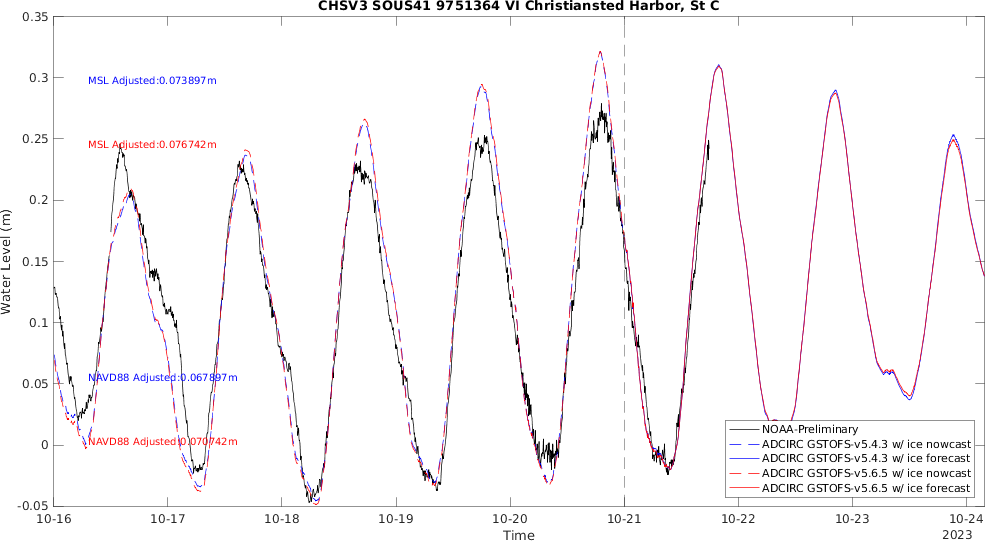 CHSV3 SOUS41 9751364 VI Christiansted Harbor, St C
0.35
0.3
0.25
0.2
0.15
0.1
0.05
0
-0.05
Water Level (m)
MSL Adjusted:0.073897m
MSL Adjusted:0.076742m
NAVD88 Adjusted:0.067897m
NAVD88 Adjusted:0.070742m
NOAA-Preliminary
ADCIRC GSTOFS-v5.4.3 w/ ice nowcast
ADCIRC GSTOFS-v5.4.3 w/ ice forecast
ADCIRC GSTOFS-v5.6.5 w/ ice nowcast
ADCIRC GSTOFS-v5.6.5 w/ ice forecast
10-16 10-17 10-18 10-19 10-20 10-21 10-22 10-23 10-24
Time
2023